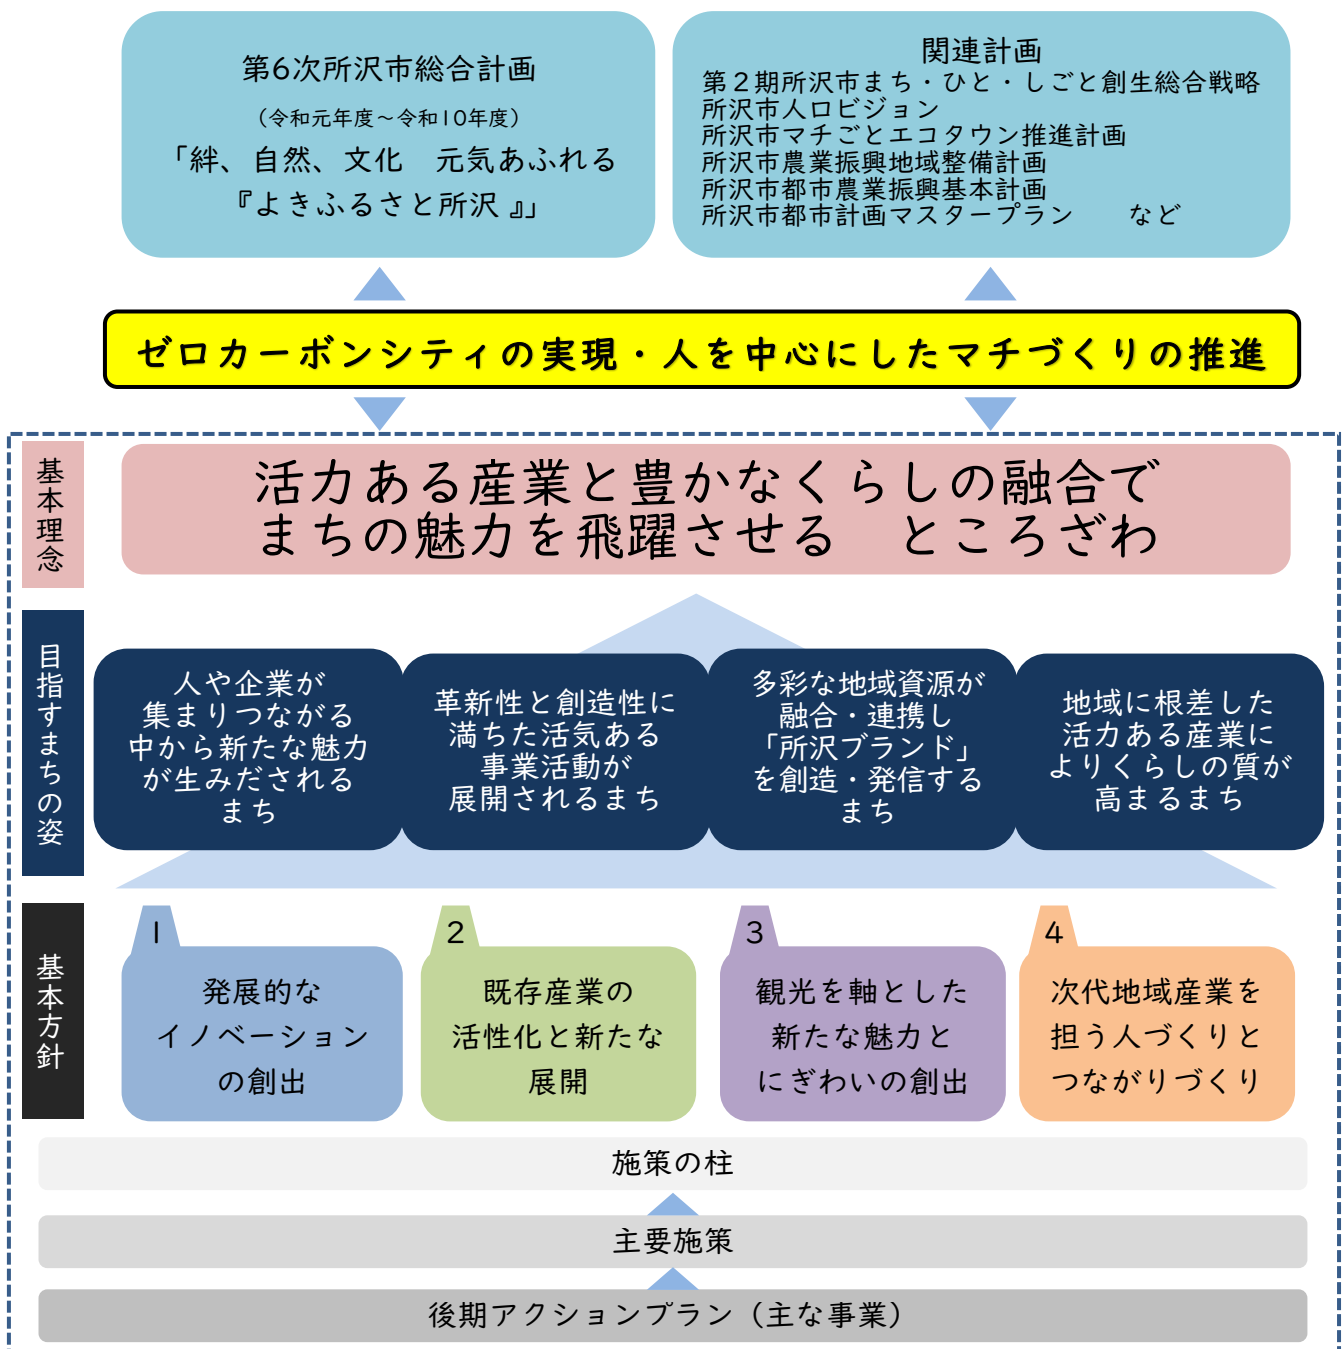 第6次所沢市総合計画
（令和元年度～令和10年度）
「絆、自然、文化　元気あふれる
『よきふるさと所沢 』」
関連計画
第２期所沢市まち・ひと・しごと創生総合戦略
所沢市人口ビジョン
所沢市マチごとエコタウン推進計画
所沢市農業振興地域整備計画
所沢市都市農業振興基本計画
所沢市都市計画マスタープラン　　など
ゼロカーボンシティの実現・人を中心にしたマチづくりの推進
基本理念
活力ある産業と豊かなくらしの融合で
まちの魅力を飛躍させる　ところざわ
目指すまちの姿
人や企業が
集まりつながる
中から新たな魅力
が生みだされる
まち
革新性と創造性に
満ちた活気ある
事業活動が
展開されるまち
多彩な地域資源が
融合・連携し
「所沢ブランド」
を創造・発信する
まち
地域に根差した
活力ある産業に
よりくらしの質が
高まるまち
基本方針
1
発展的な
イノベーション
の創出
2
既存産業の
活性化と新たな
展開
3
観光を軸とした
新たな魅力と
にぎわいの創出
4
次代地域産業を
担う人づくりと
つながりづくり
施策の柱
主要施策
後期アクションプラン（主な事業）